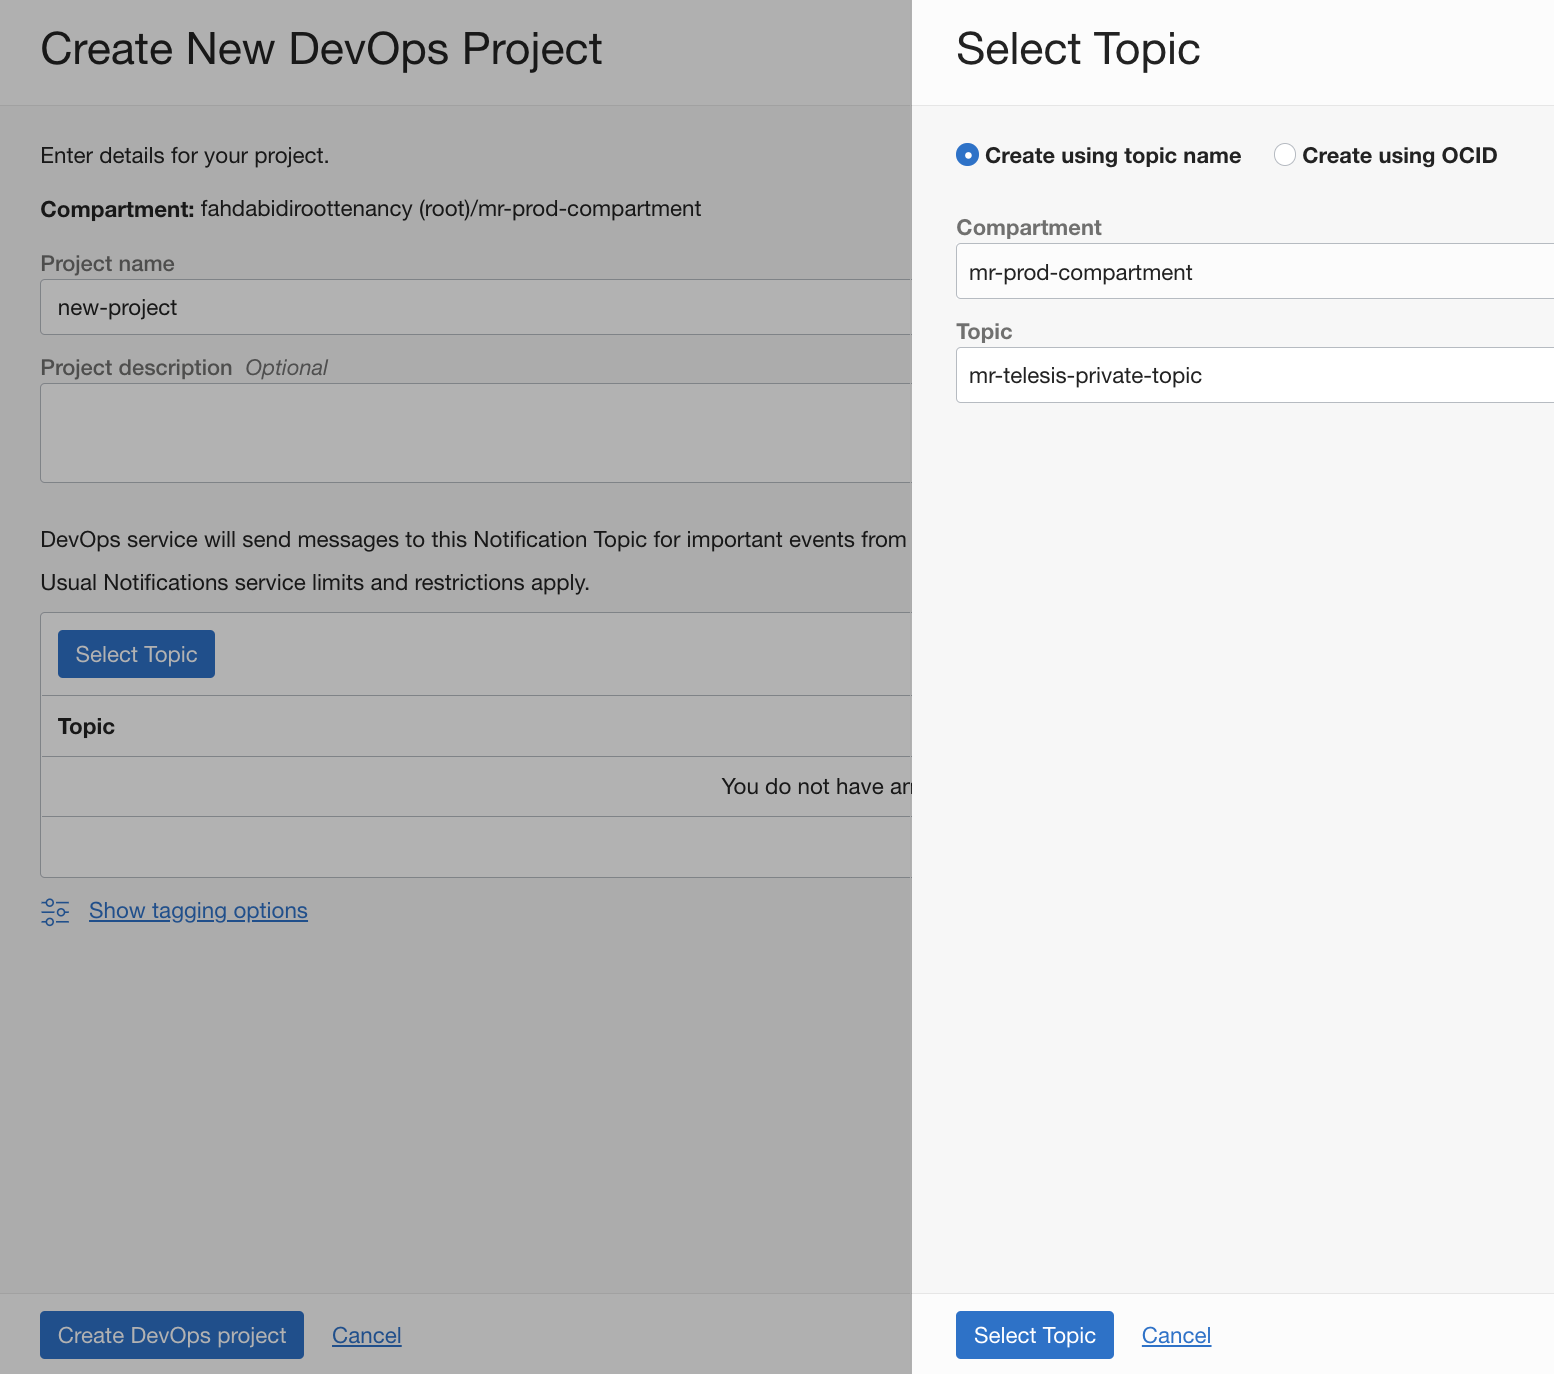 Create New DevOps Project
Enter details for your project.
Compartment: fahdabidiroottenancy (root)/mr-prod-compartment
Project name
new-project
Project description Optional
DevOps service will send messages to this Notification Topic for important events from
Usual Notifications service limits and restrictions apply.
Select Topic
Topic
You do not have
Show tagging options
Create DevOps project
Cancel
Select Topic
Create using topic name
Create using OCID
Compartment
mr-prod-compartment
Topic
mr-telesis-private-topic
Select Topic
Cancel